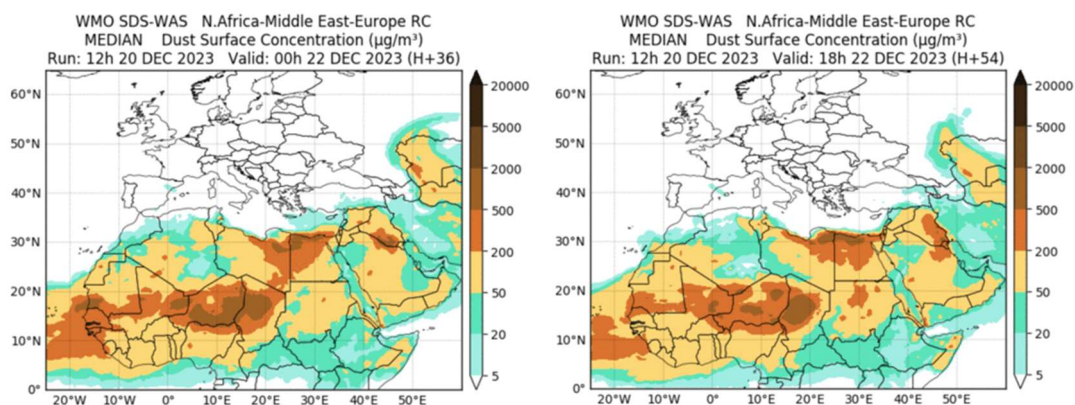 WMO SDS-WAS N.Africa-Middle East-Europe RC
MEDIAN Dust Surface Concentration (µg/m³)
Run: 12h 20 DEC 2023 Valid: 00h 22 DEC 2023 (H+36)
60°N
50°N
40°N
30°N
20°N
10°N
0°
20°W 10°W 0° 10°E 20°E 30°E 40°E 50°E
20000
5000
2000
500
200
50
20
5
WMO SDS-WAS N.Africa-Middle East-Europe RC
MEDIAN Dust Surface Concentration (µg/m³)
Run: 12h 20 DEC 2023 Valid: 18h 22 DEC 2023 (H+54)
60°N
50°N
40°N
30°N
20°N
10°N
0°
20°W 10°W 0° 10°E 20°E 30°E 40°E 50°E
20000
5000
2000
500
200
50
20
5